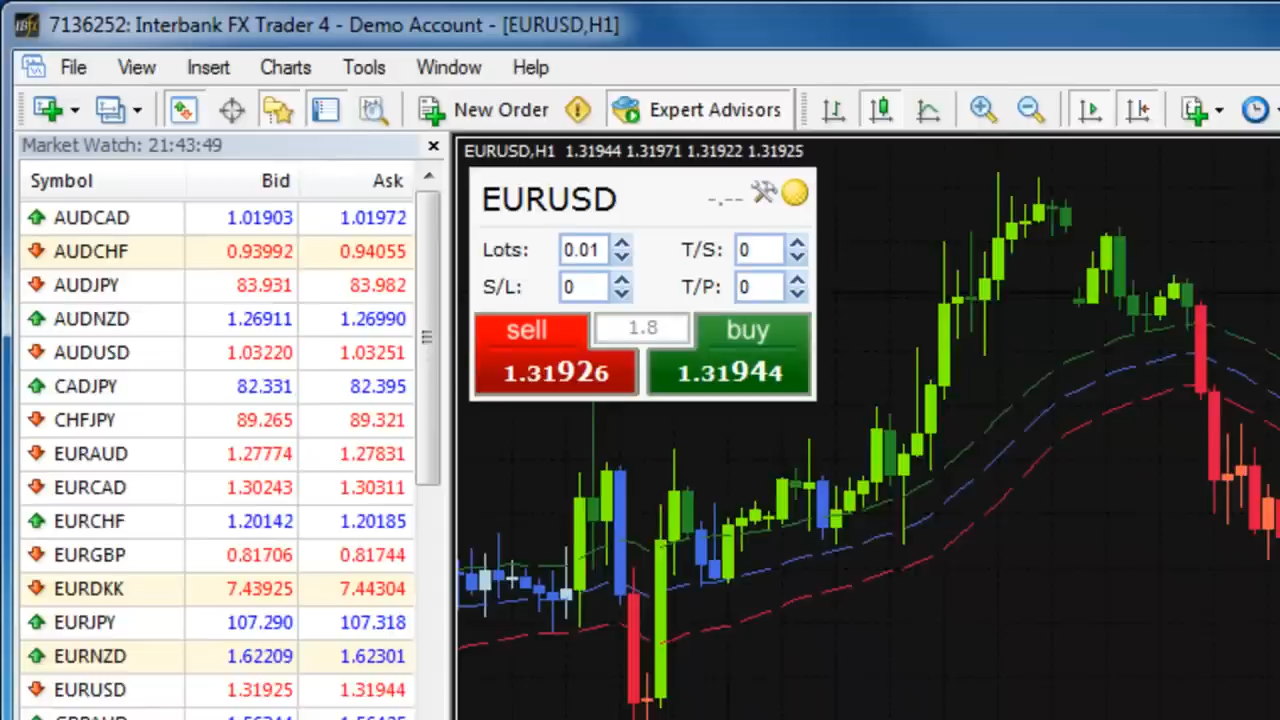 7136252: Interbank FX Trader 4 - Demo Account - [EURUSD,H1]
File View Insert Charts Tools Window Help
New Order Expert Advisors
Market Watch: 21:43:49
Symbol Bid Ask
AUDCAD 1.01903 1.01972
AUDCHF 0.93992 0.94055
AUDJPY 83.931 83.982
AUDNZD 1.26911 1.26990
AUDUSD 1.03220 1.03251
CADJPY 82.331 82.395
CHFJPY 89.265 89.321
EURAUD 1.27774 1.27831
EURCAD 1.30243 1.30311
EURCHF 1.20142 1.20185
EURGBP 0.81706 0.81744
EURDKK 7.43925 7.44304
EURJPY 107.290 107.318
EURNZD 1.62209 1.62301
EURUSD 1.31925 1.31944
EURUSD,H1 1.31944 1.31971 1.31922 1.31925
EURUSD -.--
Lots: 0.01 T/S: 0
S/L: 0 T/P: 0
sell 1.8 buy
1.31926 1.31944